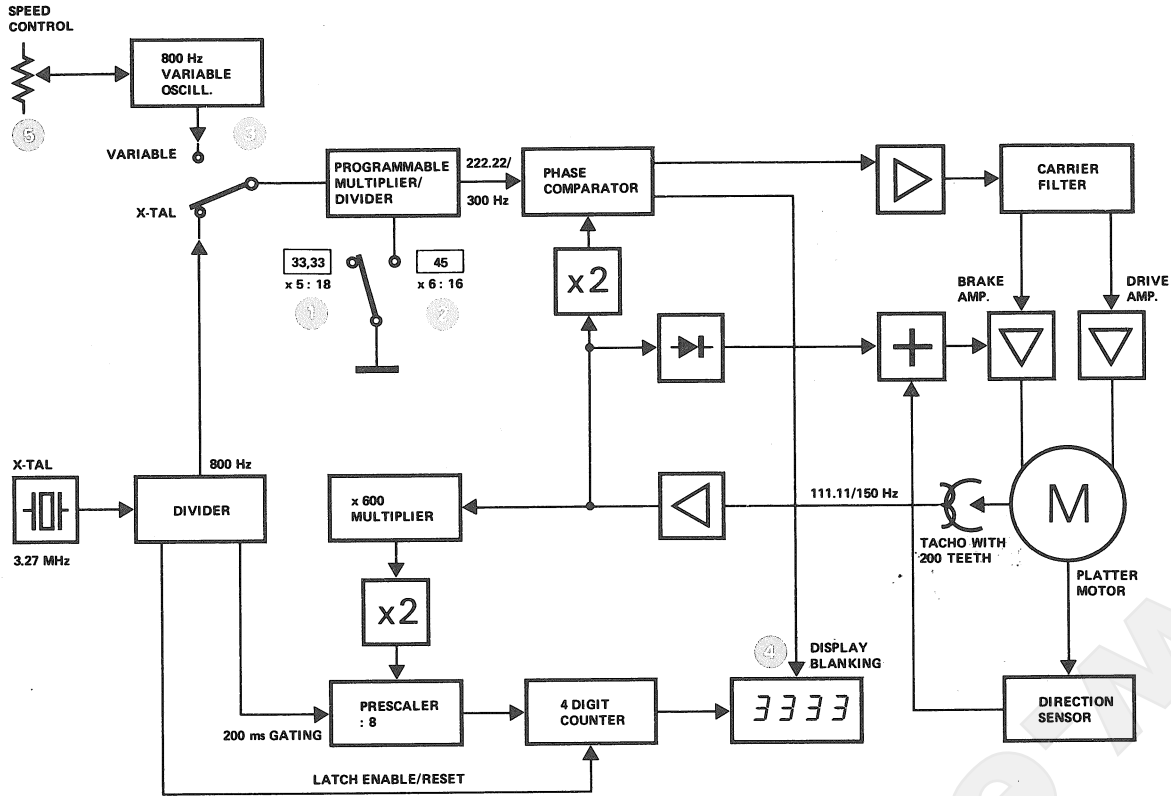 SPEED
CONTROL
800 Hz
VARIABLE
OSCILL.
5
3
VARIABLE
X-TAL
PROGRAMMABLE
MULTIPLIER/
DIVIDER
222.22/
300 Hz
PHASE
COMPARATOR
CARRIER
FILTER
33,33
x 5 : 18
1
45
x 6 : 16
2
x2
BRAKE
AMP.
DRIVE
AMP.
X-TAL
3.27 MHz
800 Hz
DIVIDER
x 600
MULTIPLIER
111.11/150 Hz
TACHO WITH
200 TEETH
M
PLATTER
MOTOR
x2
4
DISPLAY
BLANKING
PRESCALER
: 8
200 ms GATING
4 DIGIT
COUNTER
3333
DIRECTION
SENSOR
LATCH ENABLE/RESET